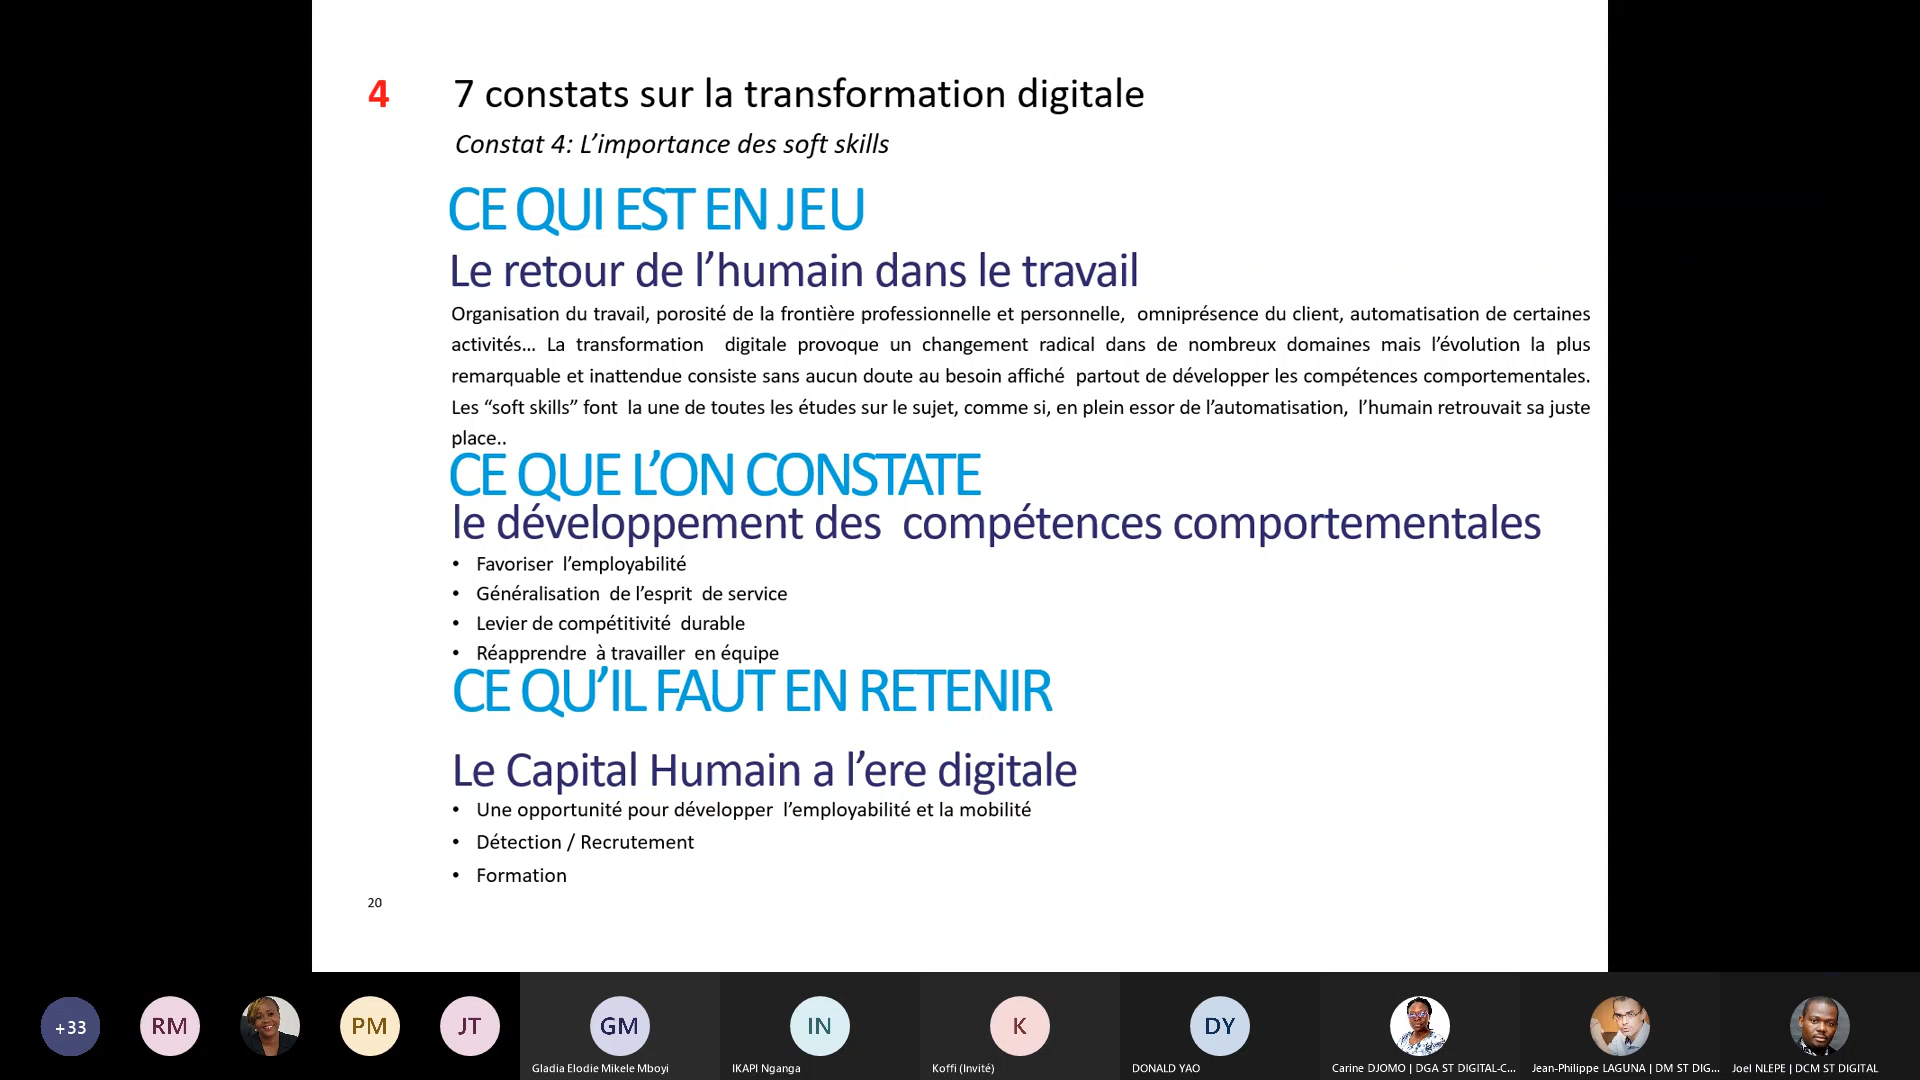 4 7 constats sur la transformation digitale
Constat 4: L’importance des soft skills
CE QUI EST EN JEU
Le retour de l’humain dans le travail
Organisation du travail, porosité de la frontière professionnelle et personnelle, omniprésence du client, automatisation de certaines
activités... La transformation digitale provoque un changement radical dans de nombreux domaines mais l’évolution la plus
remarquable et inattendue consiste sans aucun doute au besoin affiché partout de développer les compétences comportementales.
Les “soft skills” font la une de toutes les études sur le sujet, comme si, en plein essor de l’automatisation, l’humain retrouvait sa juste
place..
CE QUE L’ON CONSTATE
le développement des compétences comportementales
• Favoriser l’employabilité
• Généralisation de l’esprit de service
• Levier de compétitivité durable
• Réapprendre à travailler en équipe
CE QU’IL FAUT EN RETENIR
Le Capital Humain a l’ere digitale
• Une opportunité pour développer l’employabilité et la mobilité
• Détection / Recrutement
• Formation
20
+33 RM PM JT GM IN K DY
Gladia Elodie Mikele Mboyi IKAPI Nganga Koffi (Invité) DONALD YAO Carine DJOMO | DGA ST DIGITAL-C... Jean-Philippe LAGUNA | DM ST DIG... Joel NLEPE | DCM ST DIGITAL